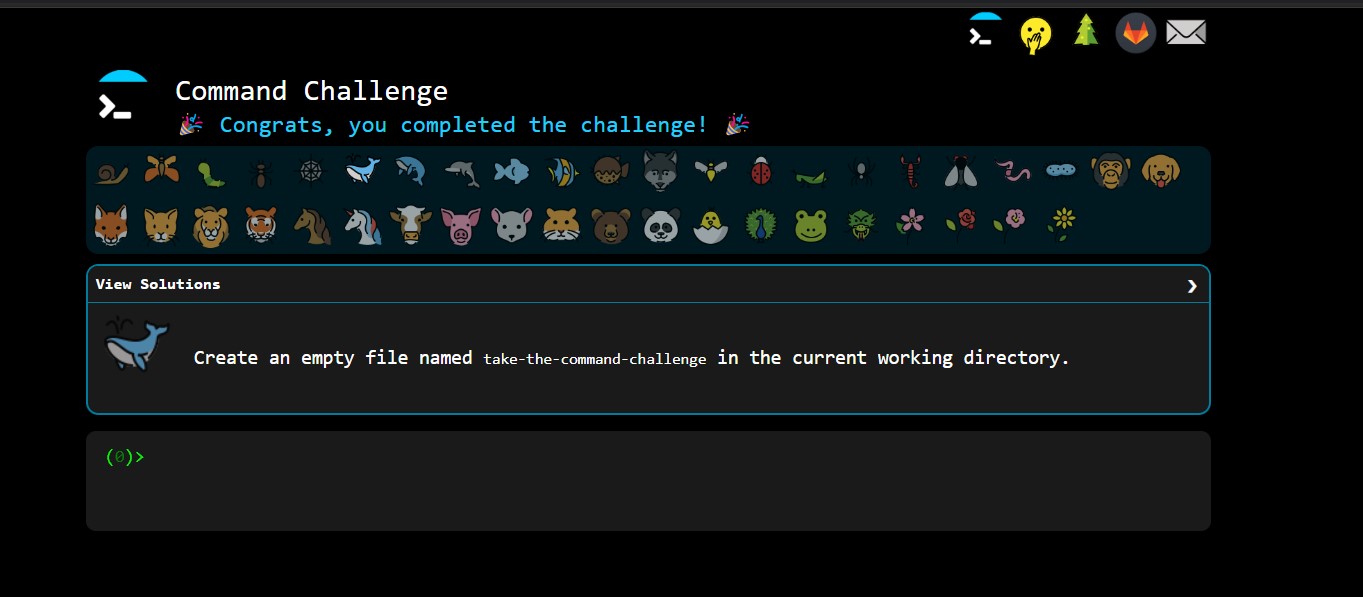 Command Challenge
🎉 Congrats, you completed the challenge! 🎉
View Solutions ❯
Create an empty file named take-the-command-challenge in the current working directory.
(0)>